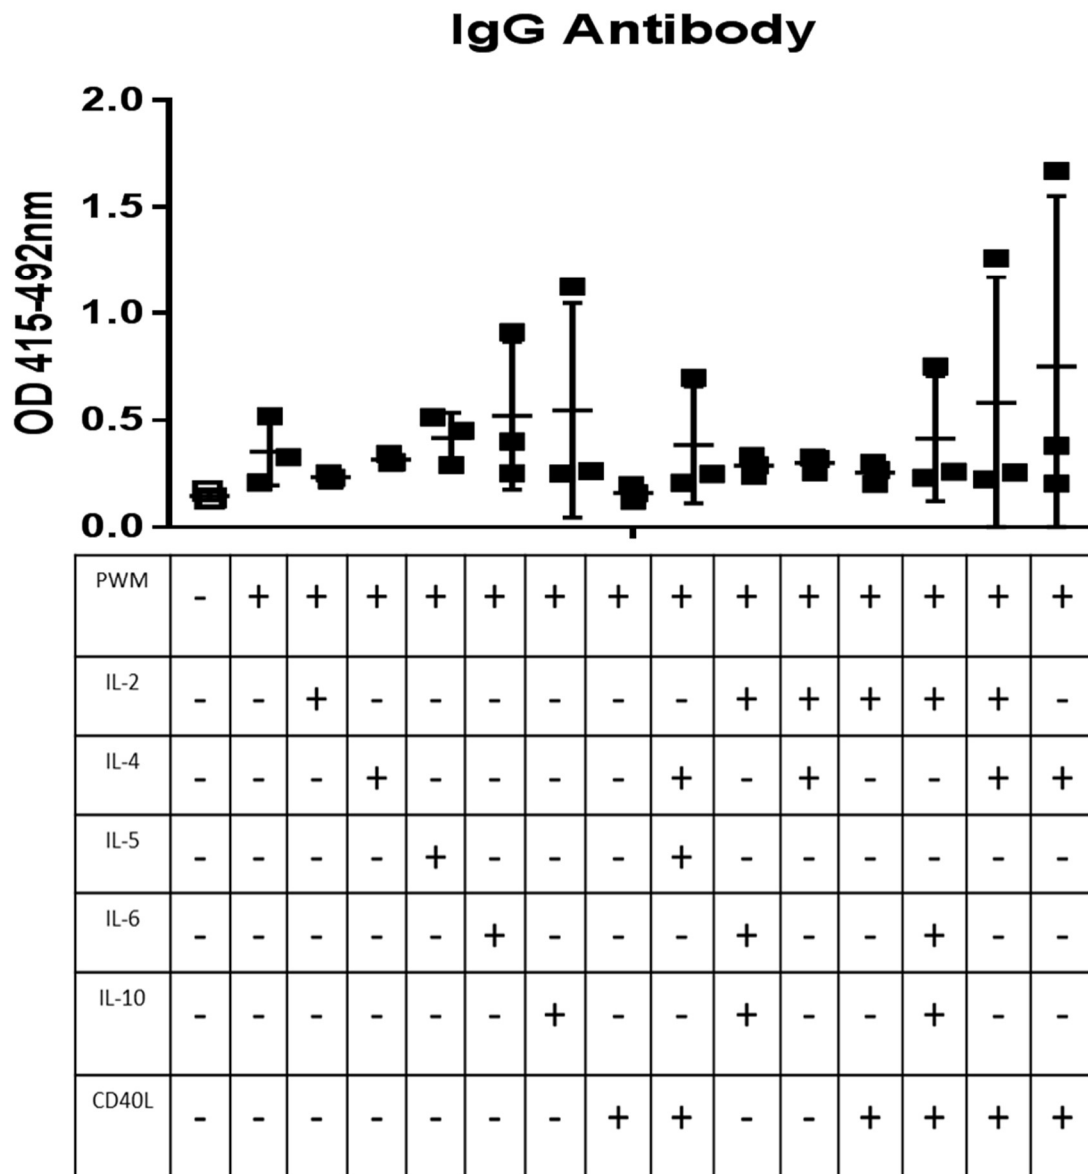 IgG Antibody
2.0
1.5
1.0
0.5
0.0
OD 415-492nm
PWM - + + + + + + + + + + + + + +
IL-2 - - + - - - - - - + + + + + -
IL-4 - - - + - - - - + - + - - + +
IL-5 - - - - + - - - + - - - - - -
IL-6 - - - - - + - - - + - - + - -
IL-10 - - - - - - + - - + - - + - -
CD40L - - - - - - - + + - - + + + +